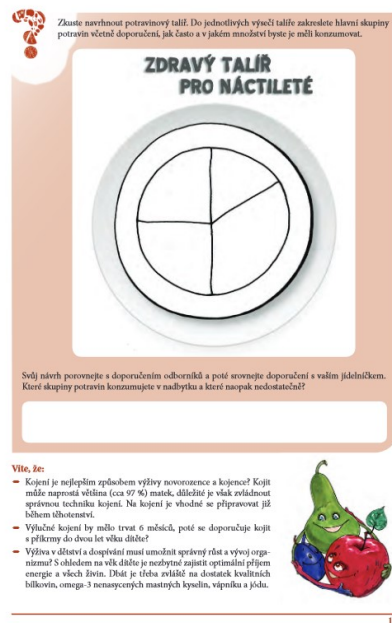 Zkuste navrhnout potravinový talíř. Do jednotlivých výsečí talíře zakreslete hlavní skupiny
potravin včetně doporučení, jak často a v jakém množství byste je měli konzumovat.
ZDRAVÝ TALÍŘ
PRO NÁCTILETÉ
Svůj návrh porovnejte s doporučením odborníků a poté srovnejte doporučení s vaším jídelníčkem.
Které skupiny potravin konzumujete v nadbytku a které naopak nedostatečně?
Víte, že:
– Kojení je nejlepším způsobem výživy novorozence a kojence? Kojit
může naprostá většina (cca 97 %) matek, důležité je však zvládnout
správnou techniku kojení. Na kojení je vhodné se připravovat již
během těhotenství.
– Výlučné kojení by mělo trvat 6 měsíců, poté se doporučuje kojit
s příkrmy do dvou let věku dítěte?
– Výživa v dětství a dospívání musí umožnit správný růst a vývoj orga-
nizmu? S ohledem na věk dítěte je nezbytné zajistit optimální příjem
energie a všech živin. Dbát je třeba zvláště na dostatek kvalitních
bílkovin, omega-3 nenasycených mastných kyselin, vápníku a jódu.